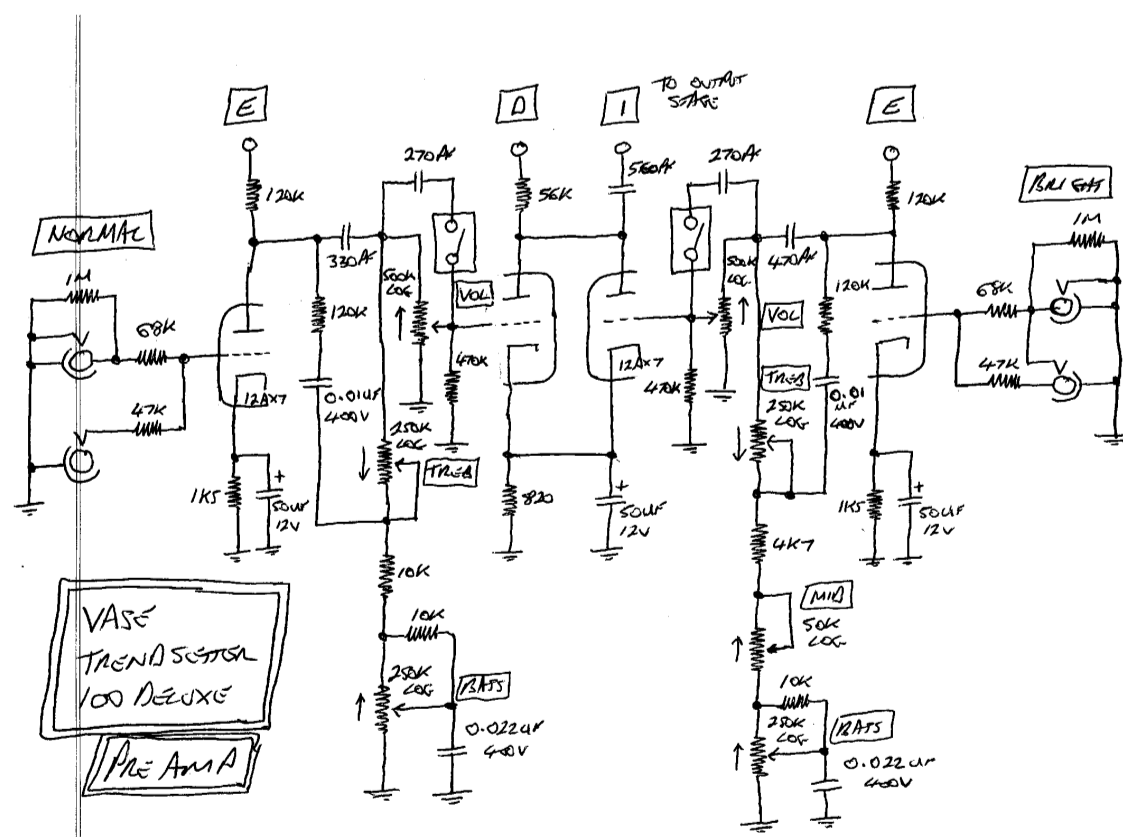 E
D
1
TO OUTPUT
STAGE
E
NORMAL
BRIGHT
120K
270PF
56K
560PF
270PF
120K
1M
1M
330PF
470PF
500K
LOG
VOL
500K
LOG
VOL
68K
120K
120K
68K
12AX7
0.01UF
400V
470K
12AX7
470K
TREB
250K
LOG
0.01
UF
400V
47K
47K
250K
LOG
TREB
1K5
+
50UF
12V
820
+
50UF
12V
1K5
+
50UF
12V
10K
4K7
MID
50K
LOG
10K
250K
LOG
BASS
0.022UF
400V
10K
250K
LOG
BASS
0.022UF
400V
VASE
TRENDSETTER
100 DELUXE
PRE AMP